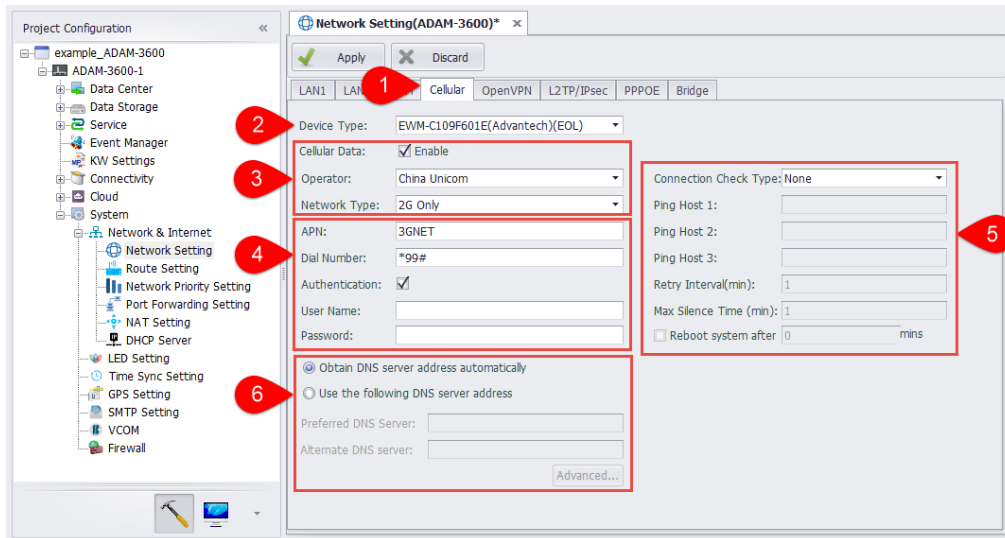 Project Configuration «
example_ADAM-3600
ADAM-3600-1
Data Center
Data Storage
Service
Event Manager
KW Settings
Connectivity
Cloud
System
Network & Internet
Network Setting
Route Setting
Network Priority Setting
Port Forwarding Setting
NAT Setting
DHCP Server
LED Setting
Time Sync Setting
GPS Setting
SMTP Setting
VCOM
Firewall
Network Setting(ADAM-3600)* ×
Apply Discard
1
LAN1 Cellular OpenVPN L2TP/IPsec PPPOE Bridge
2
Device Type: EWM-C109F601E(Advantech)(EOL)
3
Cellular Data: Enable
Operator: China Unicom
Network Type: 2G Only
4
APN: 3GNET
Dial Number: *99#
Authentication:
User Name:
Password:
5
Connection Check Type: None
Ping Host 1:
Ping Host 2:
Ping Host 3:
Retry Interval(min): 1
Max Silence Time (min): 1
Reboot system after 0 mins
6
Obtain DNS server address automatically
Use the following DNS server address
Preferred DNS Server:
Alternate DNS server:
Advanced...